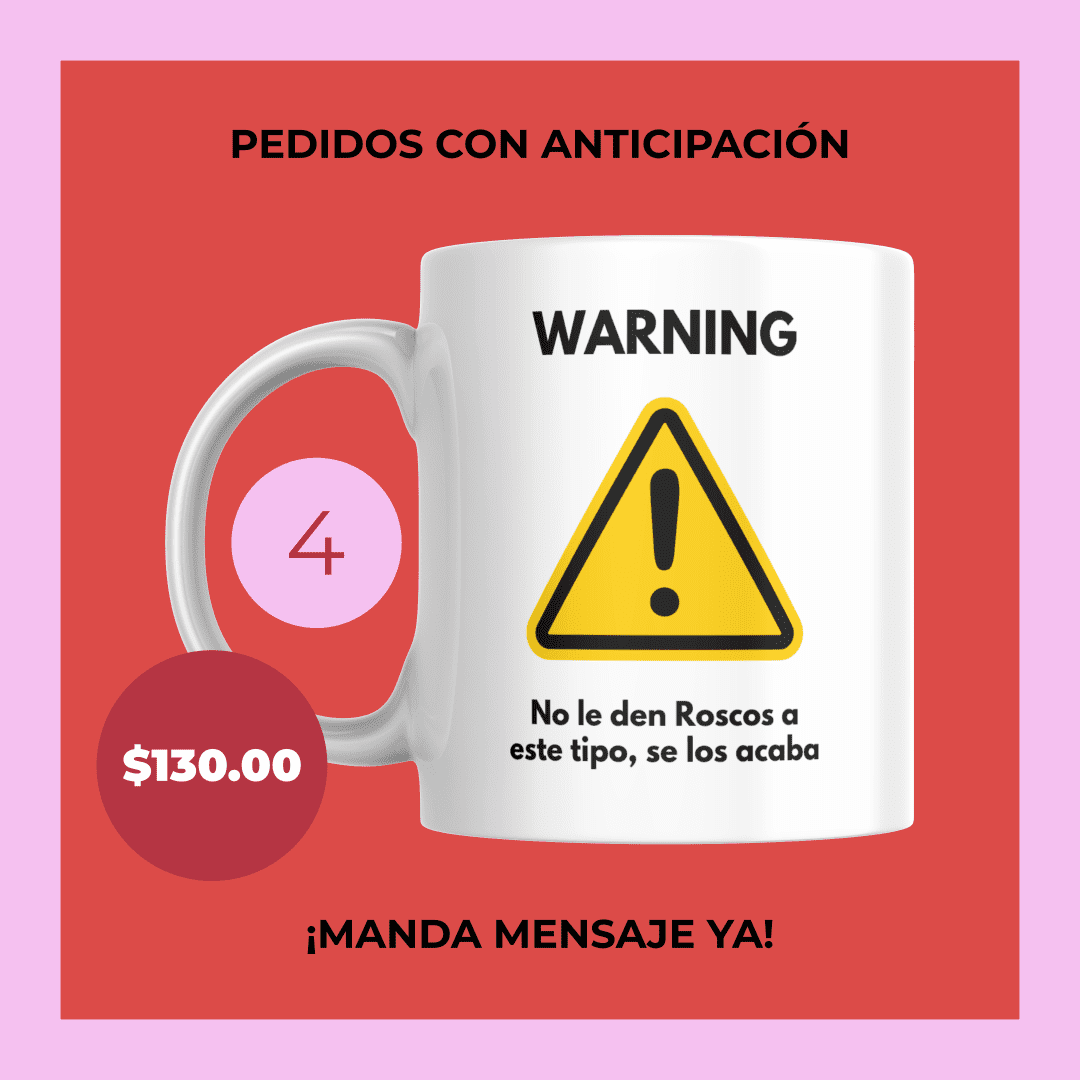 PEDIDOS CON ANTICIPACIÓN
WARNING
!
4
No le den Roscos a
este tipo, se los acaba
$130.00
¡MANDA MENSAJE YA!